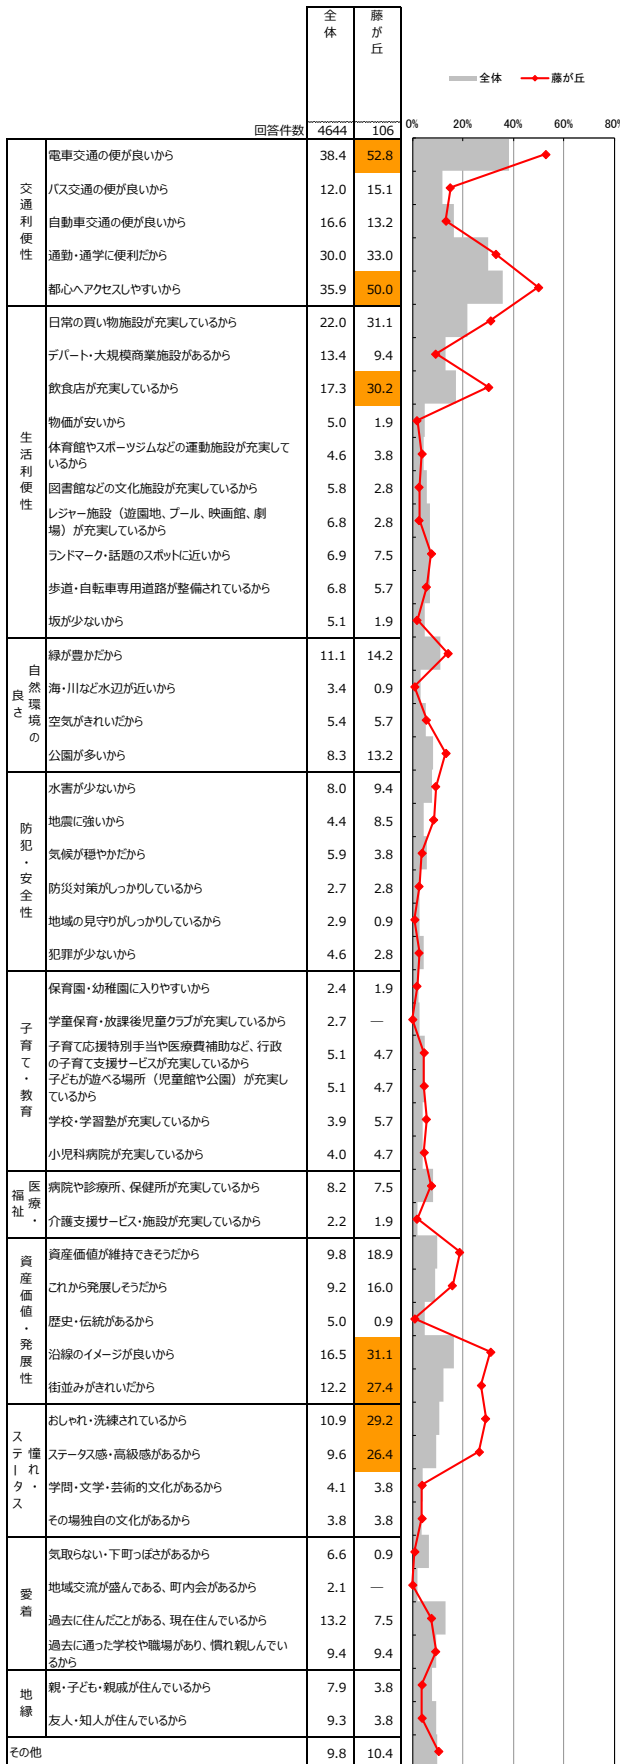 全体 藤が丘
全体 藤が丘
回答件数 4644 106 0% 20% 40% 60% 80%
交通利便性
電車交通の便が良いから 38.4 52.8
バス交通の便が良いから 12.0 15.1
自動車交通の便が良いから 16.6 13.2
通勤・通学に便利だから 30.0 33.0
都心へアクセスしやすいから 35.9 50.0
生活利便性
日常の買い物施設が充実しているから 22.0 31.1
デパート・大規模商業施設があるから 13.4 9.4
飲食店が充実しているから 17.3 30.2
物価が安いから 5.0 1.9
体育館やスポーツジムなどの運動施設が充実して
いるから 4.6 3.8
図書館などの文化施設が充実しているから 5.8 2.8
レジャー施設（遊園地、プール、映画館、劇
場）が充実しているから 6.8 2.8
ランドマーク・話題のスポットに近いから 6.9 7.5
歩道・自転車専用道路が整備されているから 6.8 5.7
坂が少ないから 5.1 1.9
自然環境の
良さ
緑が豊かだから 11.1 14.2
海・川など水辺が近いから 3.4 0.9
空気がきれいだから 5.4 5.7
公園が多いから 8.3 13.2
防犯・安全性
水害が少ないから 8.0 9.4
地震に強いから 4.4 8.5
気候が穏やかだから 5.9 3.8
防災対策がしっかりしているから 2.7 2.8
地域の見守りがしっかりしているから 2.9 0.9
犯罪が少ないから 4.6 2.8
子育て・教育
保育園・幼稚園に入りやすいから 2.4 1.9
学童保育・放課後児童クラブが充実しているから 2.7 ―
子育て応援特別手当や医療費補助など、行政
の子育て支援サービスが充実しているから 5.1 4.7
子どもが遊べる場所（児童館や公園）が充実し
ているから 5.1 4.7
学校・学習塾が充実しているから 3.9 5.7
小児科病院が充実しているから 4.0 4.7
医療・
福祉
病院や診療所、保健所が充実しているから 8.2 7.5
介護支援サービス・施設が充実しているから 2.2 1.9
資産価値・発展性
資産価値が維持できそうだから 9.8 18.9
これから発展しそうだから 9.2 16.0
歴史・伝統があるから 5.0 0.9
沿線のイメージが良いから 16.5 31.1
街並みがきれいだから 12.2 27.4
憧れ・
ステータス
おしゃれ・洗練されているから 10.9 29.2
ステータス感・高級感があるから 9.6 26.4
学問・文学・芸術的文化があるから 4.1 3.8
その場独自の文化があるから 3.8 3.8
愛着
気取らない・下町っぽさがあるから 6.6 0.9
地域交流が盛んである、町内会があるから 2.1 ―
過去に住んだことがある、現在住んでいるから 13.2 7.5
過去に通った学校や職場があり、慣れ親しんでい
るから 9.4 9.4
地縁
親・子ども・親戚が住んでいるから 7.9 3.8
友人・知人が住んでいるから 9.3 3.8
その他 9.8 10.4